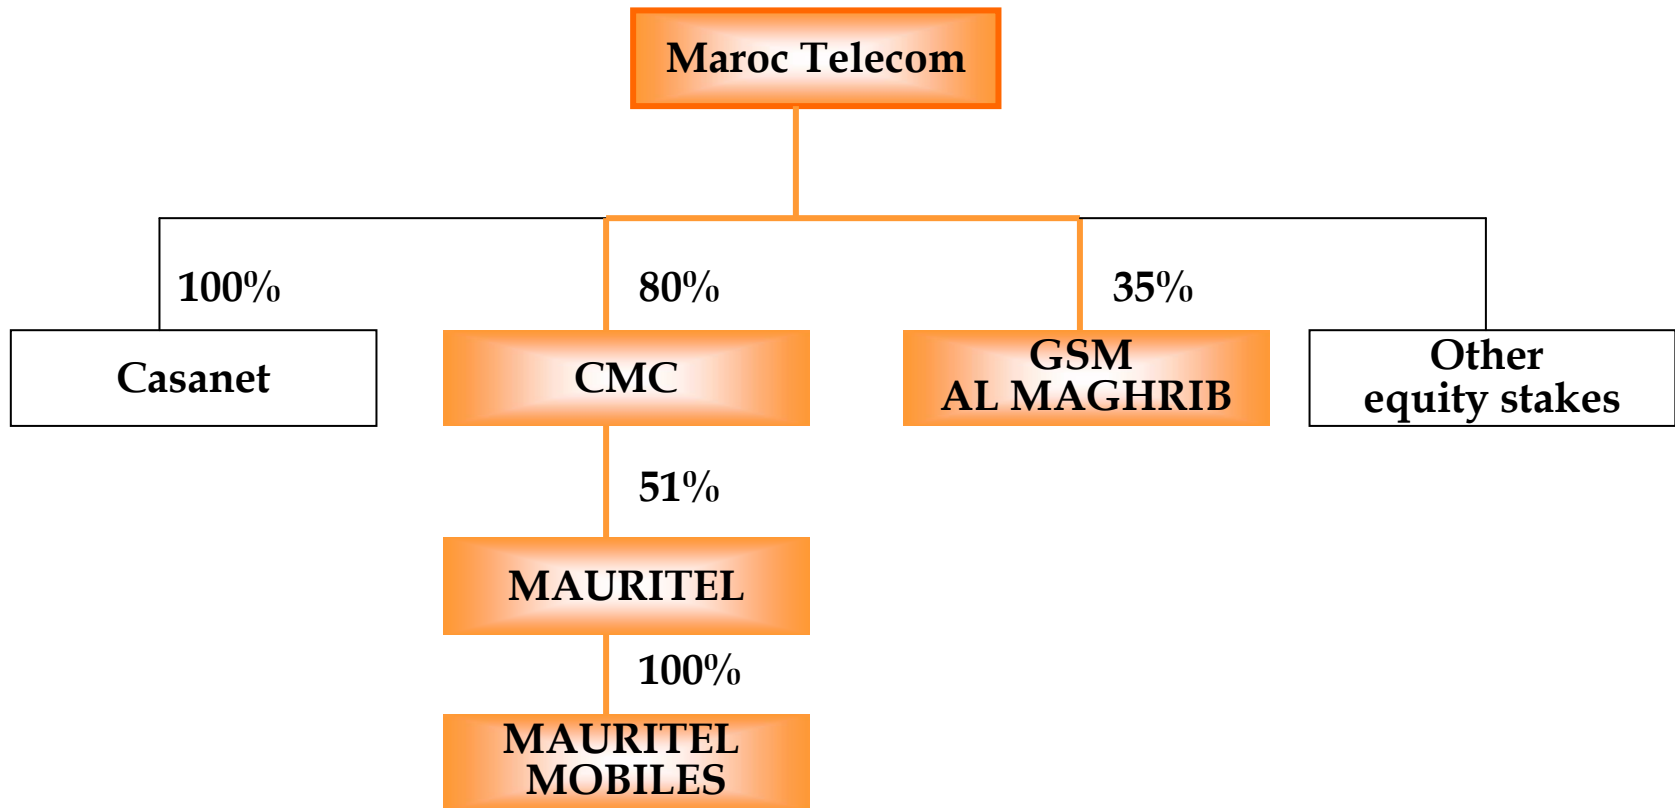 Maroc Telecom
100%
80%
35%
Casanet
CMC
GSM
AL MAGHRIB
Other
equity stakes
51%
MAURITEL
100%
MAURITEL
MOBILES